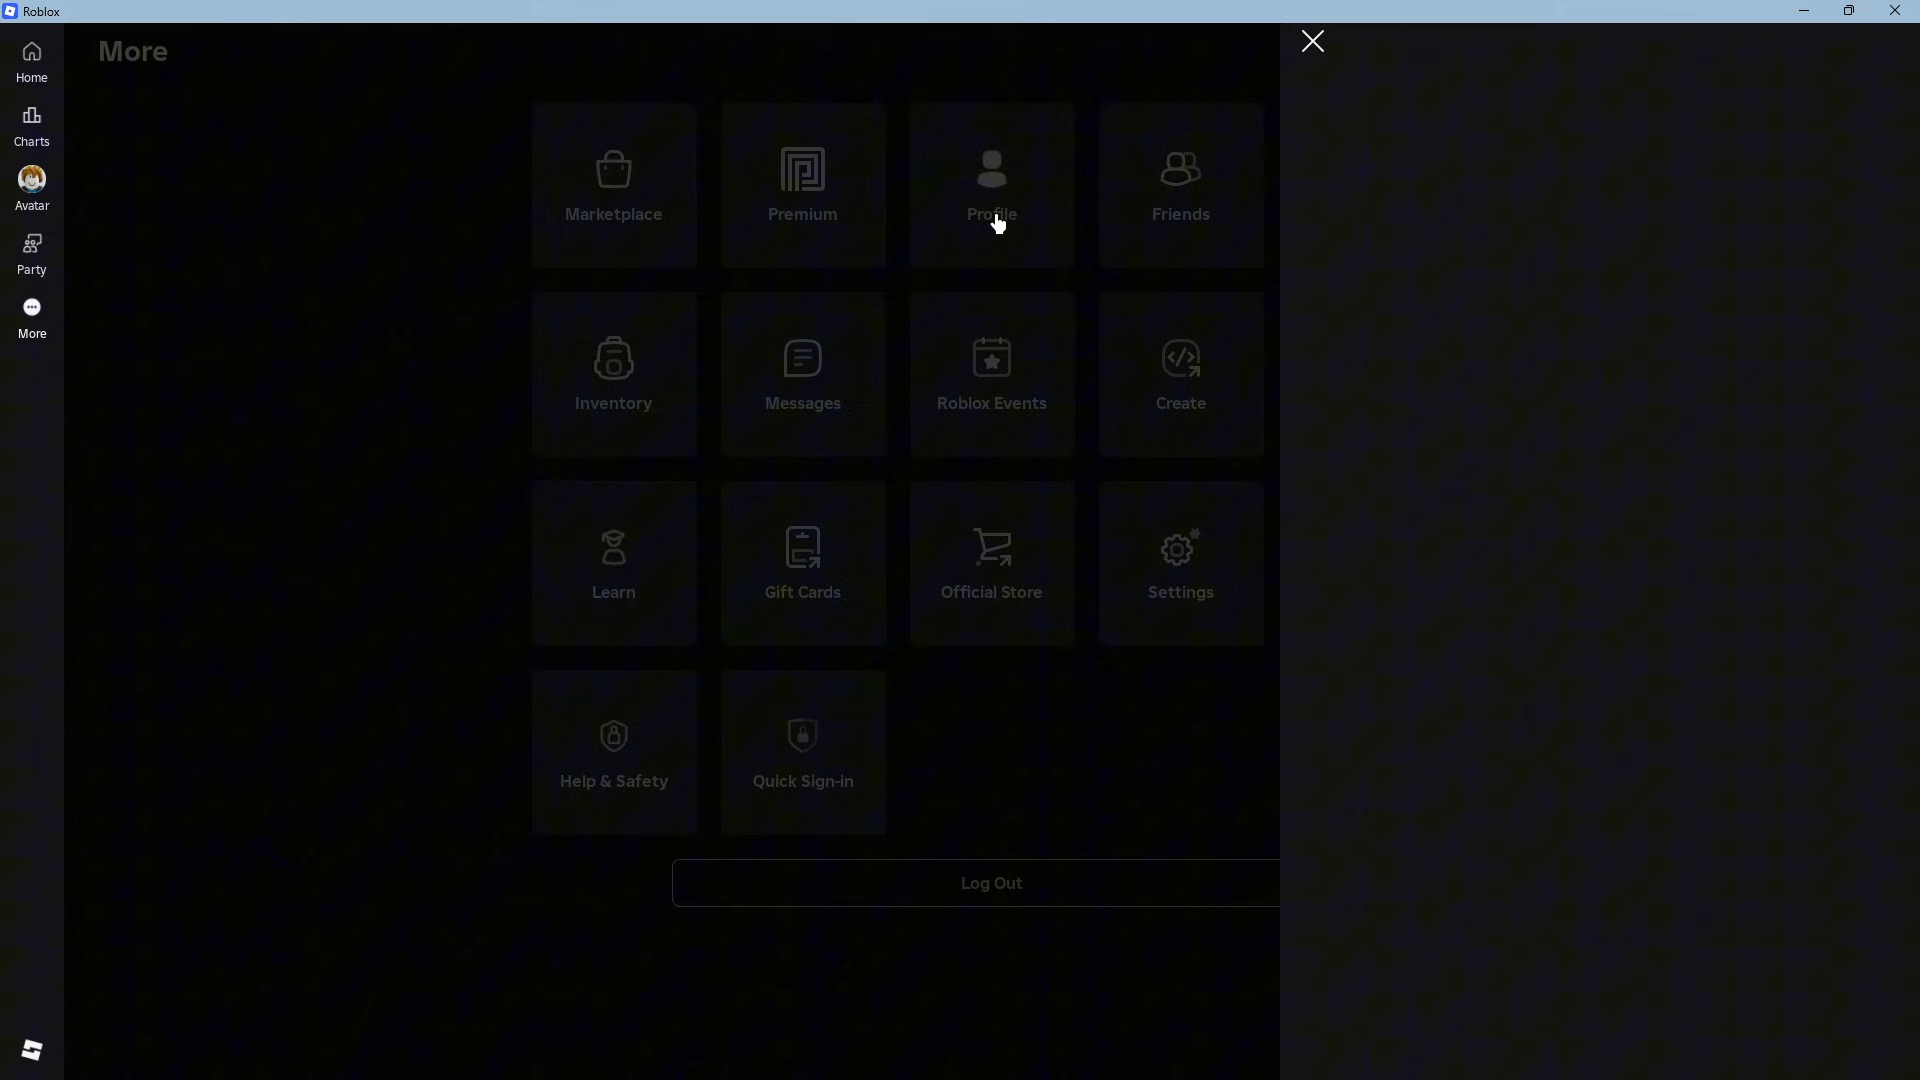 Roblox
Home
Charts
Avatar
Party
More
More
Marketplace
Premium
Profile
Friends
Inventory
Messages
Roblox Events
Create
Learn
Gift Cards
Official Store
Settings
Help & Safety
Quick Sign-in
Log Out